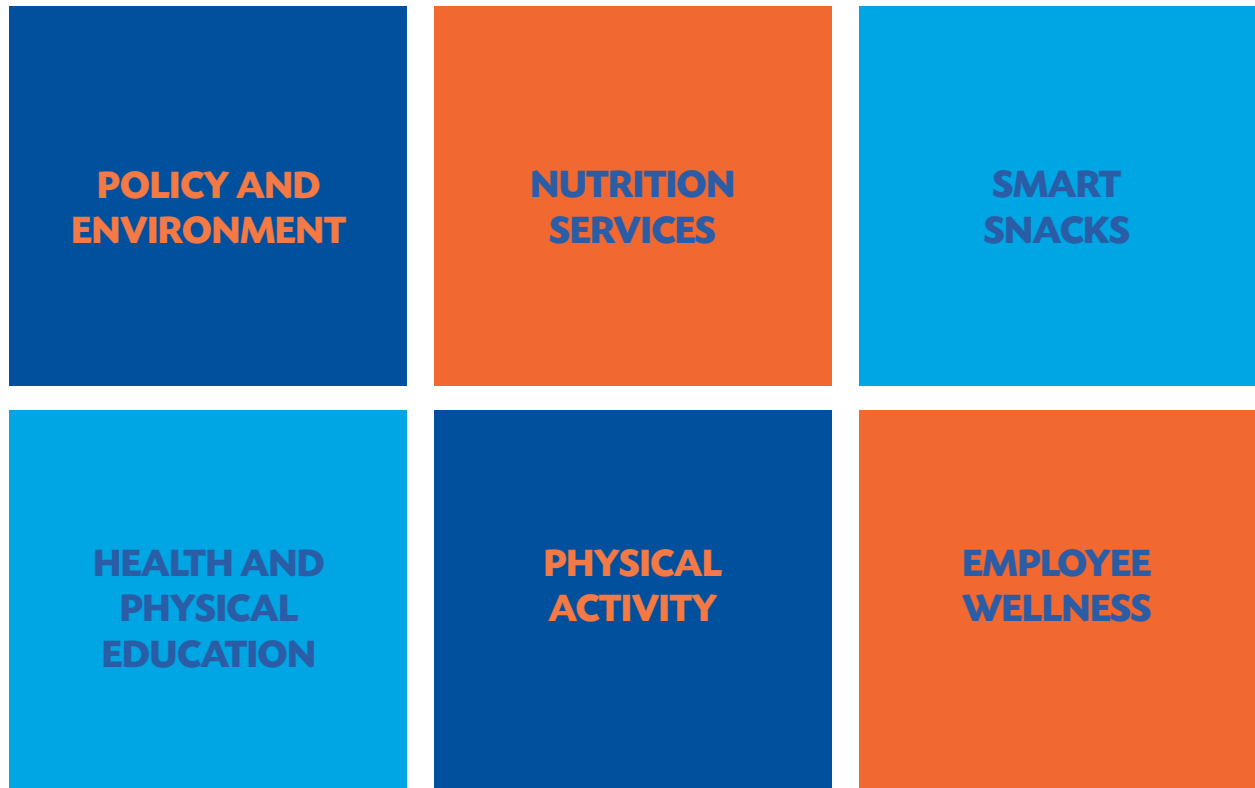 POLICY AND
ENVIRONMENT
NUTRITION
SERVICES
SMART
SNACKS
HEALTH AND
PHYSICAL
EDUCATION
PHYSICAL
ACTIVITY
EMPLOYEE
WELLNESS